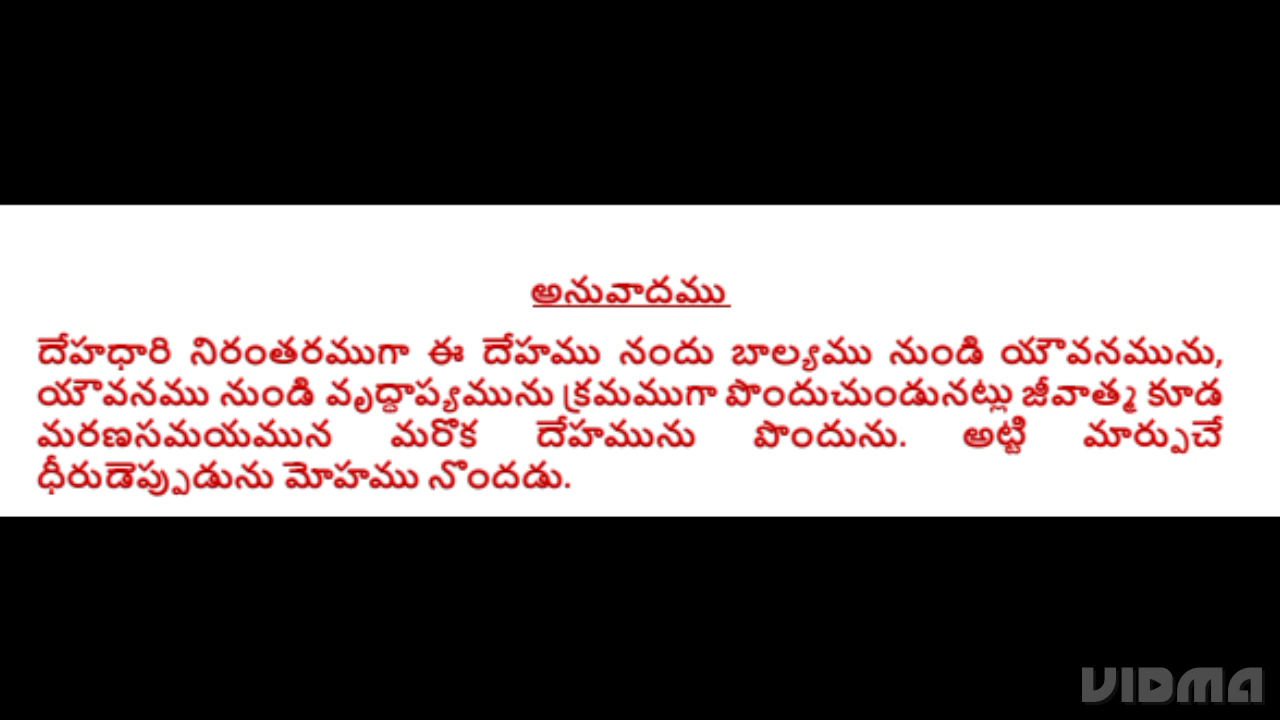 అనువాదము
దేహధారి నిరంతరముగా ఈ దేహము నందు బాల్యము నుండి యౌవనమును,
యౌవనము నుండి వృద్ధాప్యమును క్రమముగా పొందుచుండునట్లు జీవాత్మ కూడ
మరణసమయమున మరొక దేహమును పొందును. అట్టి మార్పుచే
ధీరుడెప్పుడును మోహము నొందడు.
VIDMA